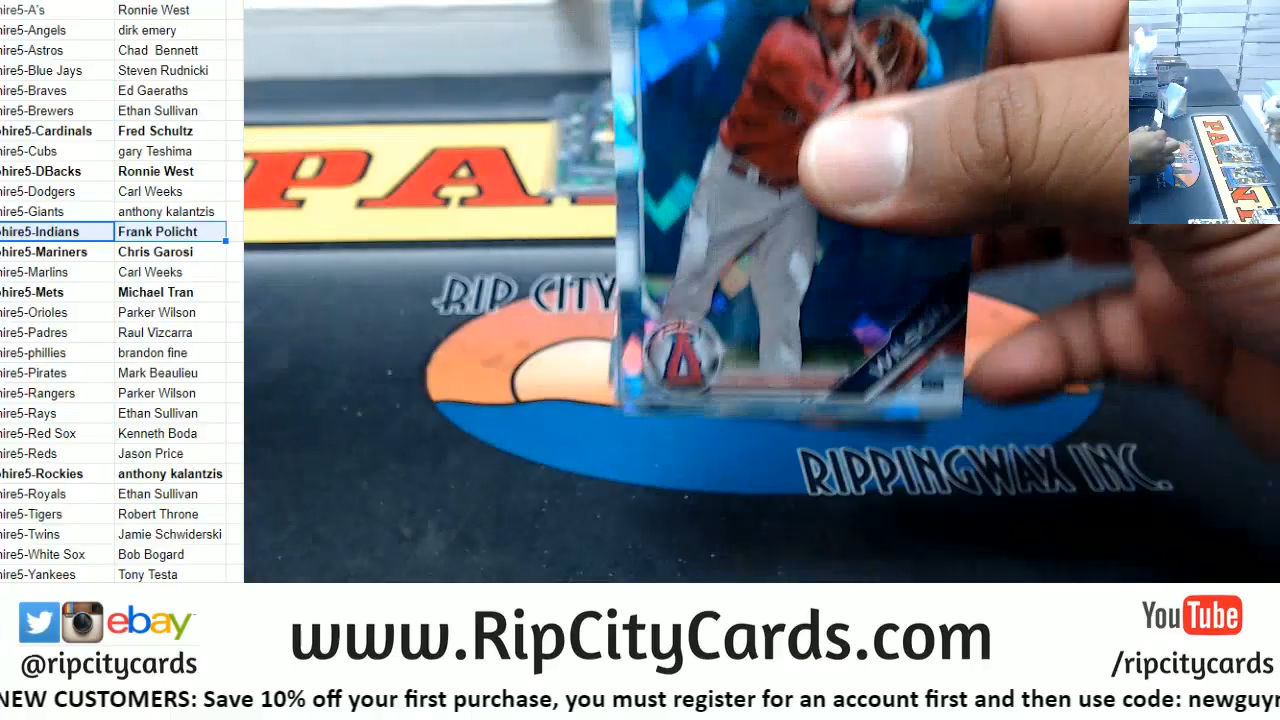 hire5-A's Ronnie West
hire5-Angels dirk emery
hire5-Astros Chad Bennett
hire5-Blue Jays Steven Rudnicki
hire5-Braves Ed Gaeraths
hire5-Brewers Ethan Sullivan
phire5-Cardinals Fred Schultz
hire5-Cubs gary Teshima
phire5-DBacks Ronnie West
hire5-Dodgers Carl Weeks
hire5-Giants anthony kalantzis
phire5-Indians Frank Policht
phire5-Mariners Chris Garosi
hire5-Marlins Carl Weeks
phire5-Mets Michael Tran
hire5-Orioles Parker Wilson
hire5-Padres Raul Vizcarra
hire5-phillies brandon fine
hire5-Pirates Mark Beaulieu
hire5-Rangers Parker Wilson
hire5-Rays Ethan Sullivan
hire5-Red Sox Kenneth Boda
hire5-Reds Jason Price
phire5-Rockies anthony kalantzis
hire5-Royals Ethan Sullivan
hire5-Tigers Robert Throne
hire5-Twins Jamie Schwiderski
hire5-White Sox Bob Bogard
hire5-Yankees Tony Testa
PA
RIP CITY
RIPPINGWAX INC.
ebay
@ripcitycards
www.RipCityCards.com
YouTube
/ripcitycards
NEW CUSTOMERS: Save 10% off your first purchase, you must register for an account first and then use code: newguy